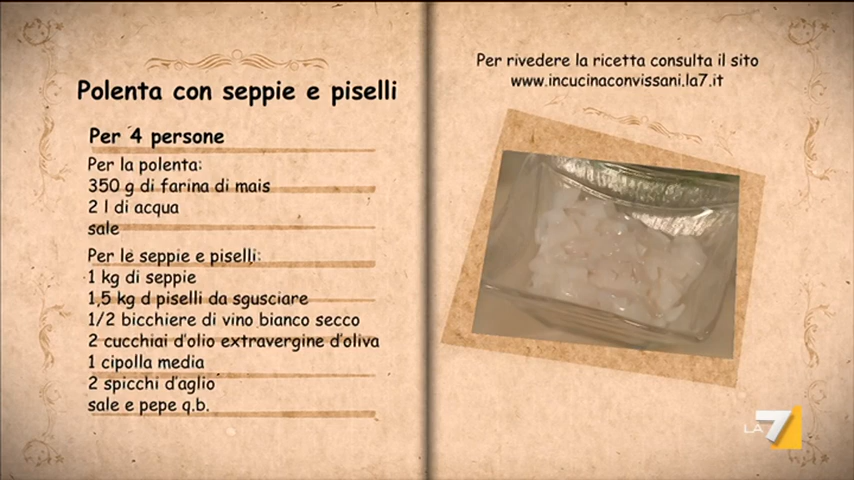 Polenta con seppie e piselli
Per 4 persone
Per la polenta:
350 g di farina di mais
2 l di acqua
sale
Per le seppie e piselli:
1 kg di seppie
1,5 kg d piselli da sgusciare
1/2 bicchiere di vino bianco secco
2 cucchiai d'olio extravergine d'oliva
1 cipolla media
2 spicchi d'aglio
sale e pepe q.b.
Per rivedere la ricetta consulta il sito
www.incucinaconvissani.la7.it
LA7